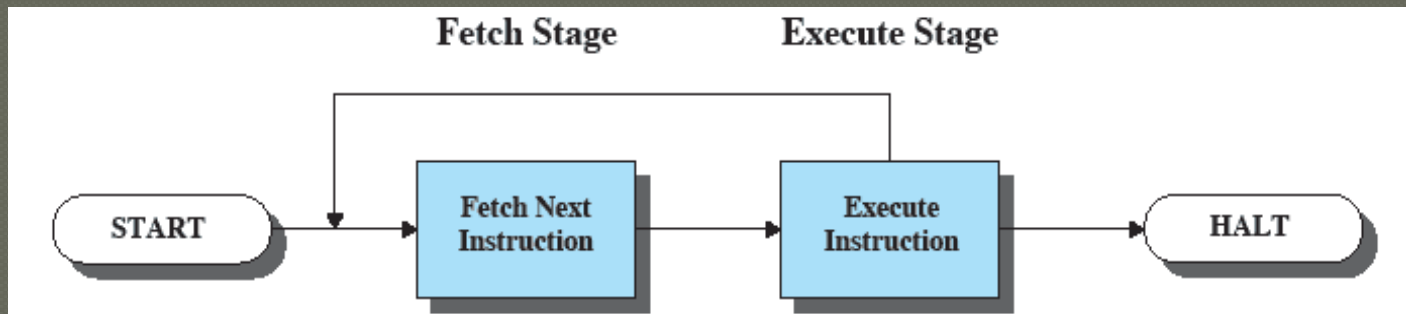 Fetch Stage
Execute Stage
START
Fetch Next
Instruction
Execute
Instruction
HALT